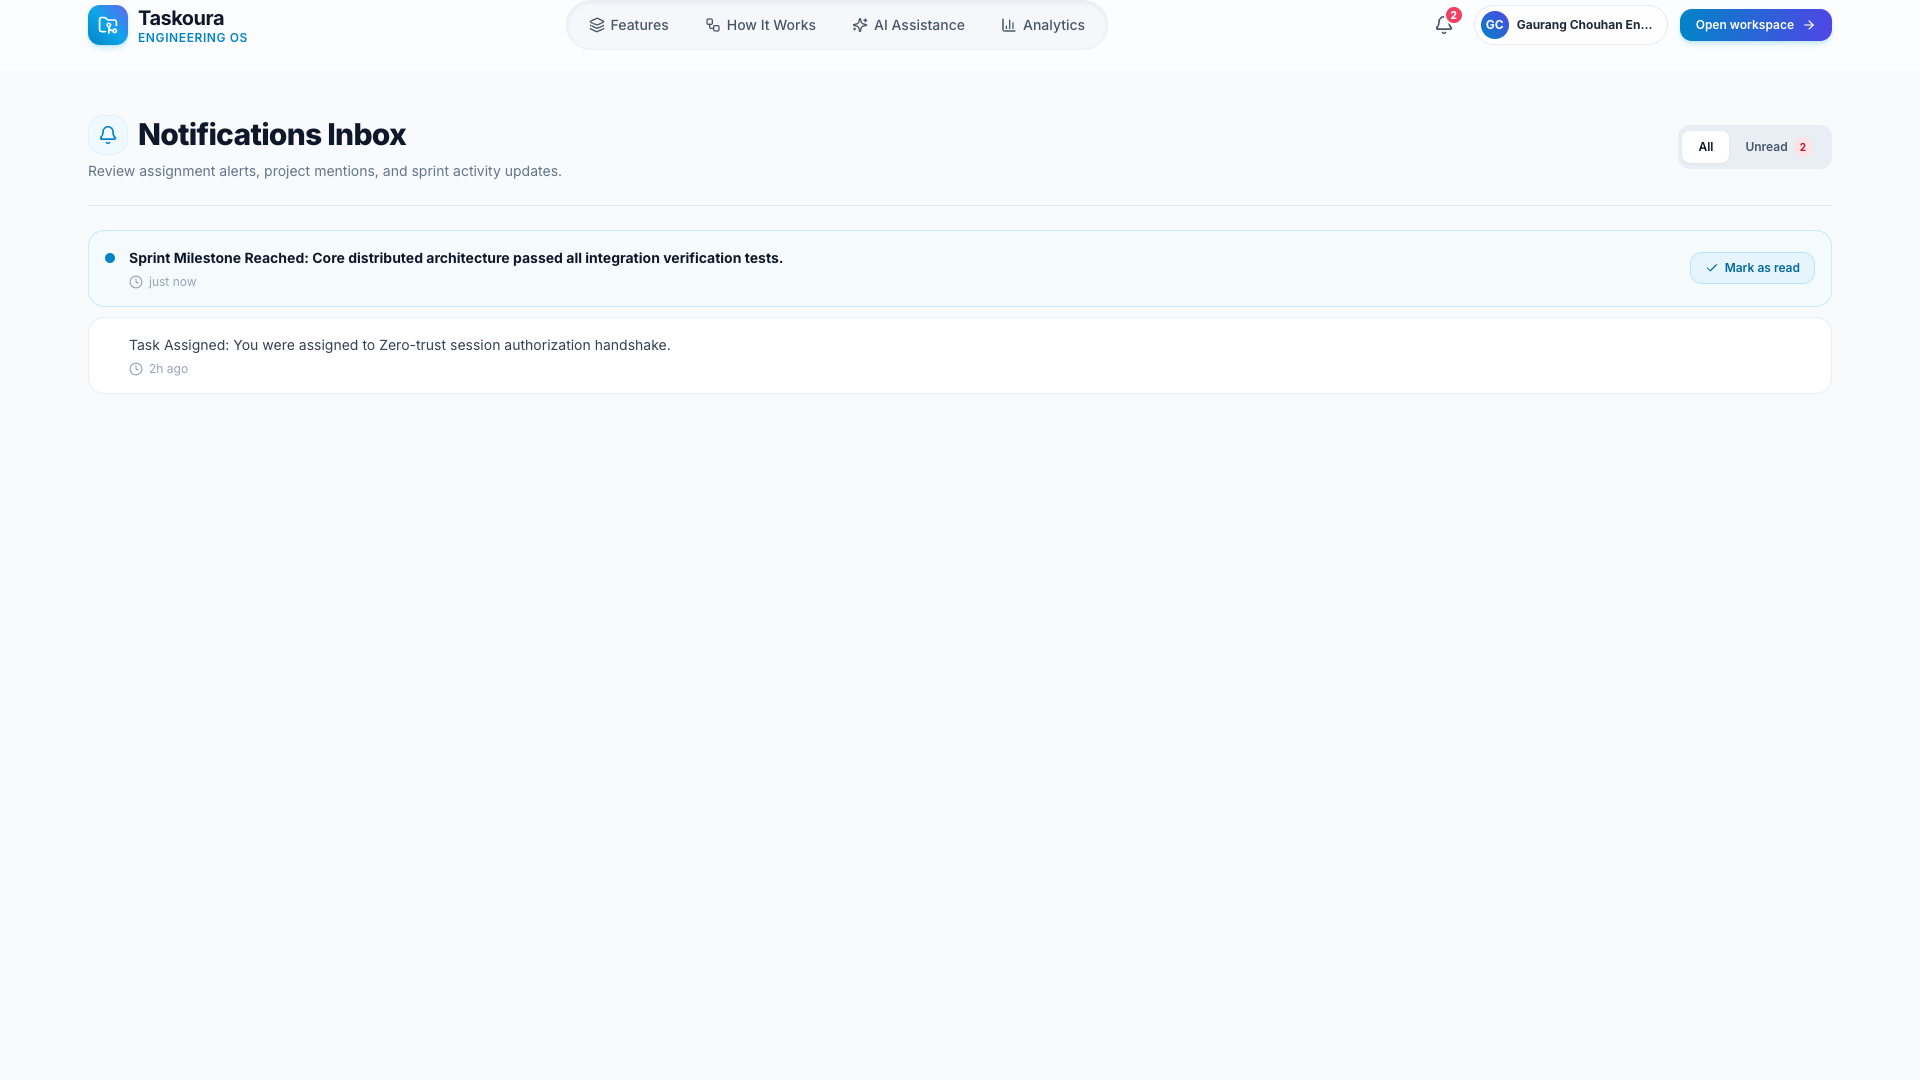 Taskoura
ENGINEERING OS
Features
How It Works
AI Assistance
Analytics
2
GC
Gaurang Chouhan En...
Open workspace
Notifications Inbox
Review assignment alerts, project mentions, and sprint activity updates.
All
Unread 2
Sprint Milestone Reached: Core distributed architecture passed all integration verification tests.
just now
Mark as read
Task Assigned: You were assigned to Zero-trust session authorization handshake.
2h ago